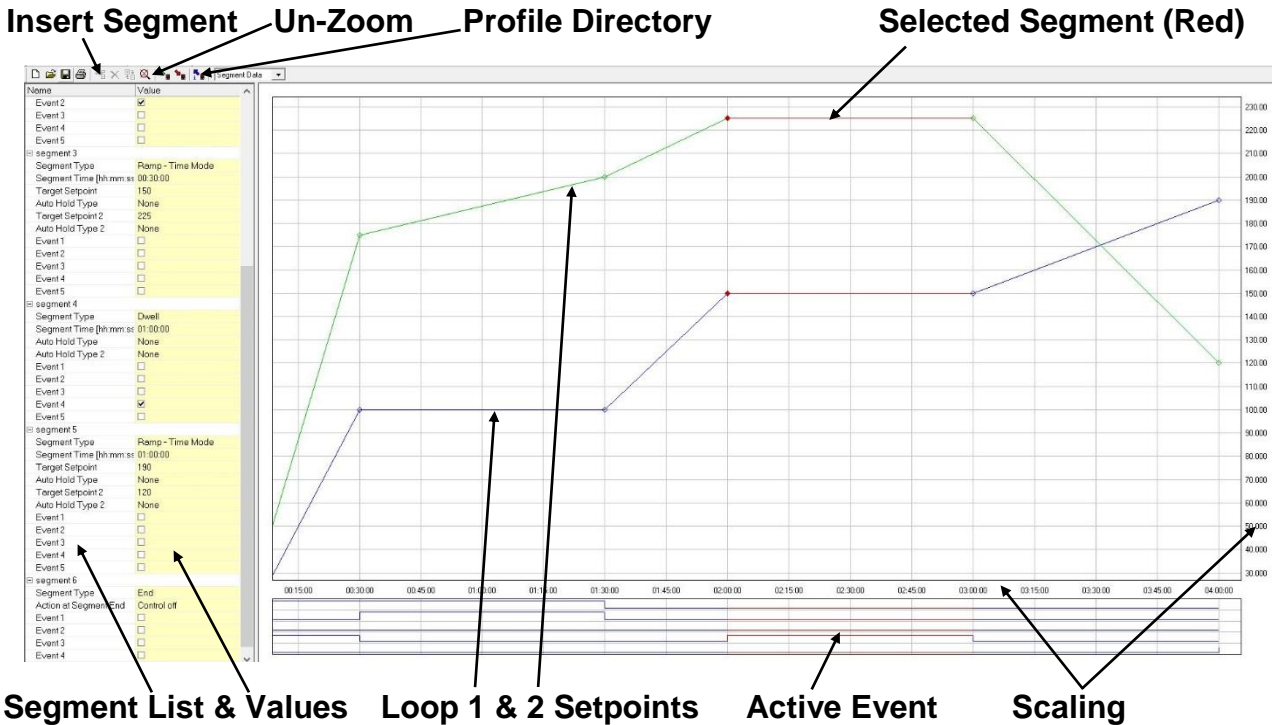 Insert Segment Un-Zoom Profile Directory Selected Segment (Red)
Segment Data
Name Value
Event 2
Event 3
Event 4
Event 5
segment 3
Segment Type Ramp - Time Mode
Segment Time [hh:mm:ss 00:30:00
Target Setpoint 150
Auto Hold Type None
Target Setpoint 2 225
Auto Hold Type 2 None
Event 1
Event 2
Event 3
Event 4
Event 5
segment 4
Segment Type Dwell
Segment Time [hh:mm:ss 01:00:00
Auto Hold Type None
Auto Hold Type 2 None
Event 1
Event 2
Event 3
Event 4
Event 5
segment 5
Segment Type Ramp - Time Mode
Segment Time [hh:mm:ss 01:00:00
Target Setpoint 190
Auto Hold Type None
Target Setpoint 2 120
Auto Hold Type 2 None
Event 1
Event 2
Event 3
Event 4
Event 5
segment 6
Segment Type End
Action at Segment End Control off
Event 1
Event 2
Event 3
Event 4
230.00
220.00
210.00
200.00
190.00
180.00
170.00
160.00
150.00
140.00
130.00
120.00
110.00
100.00
90.000
80.000
70.000
60.000
50.000
40.000
30.000
00:15:00 00:30:00 00:45:00 01:00:00 01:15:00 01:30:00 01:45:00 02:00:00 02:15:00 02:30:00 02:45:00 03:00:00 03:15:00 03:30:00 03:45:00 04:00:00
Segment List & Values Loop 1 & 2 Setpoints Active Event Scaling